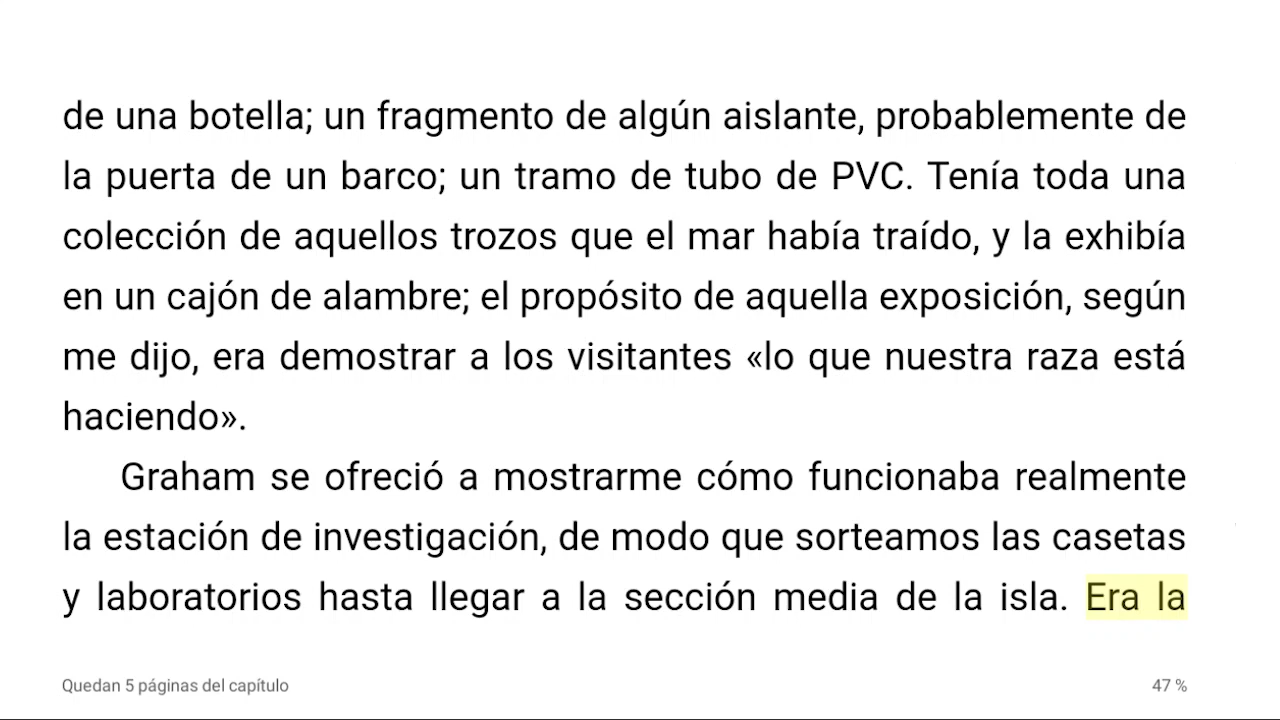 de una botella; un fragmento de algún aislante, probablemente de
la puerta de un barco; un tramo de tubo de PVC. Tenía toda una
colección de aquellos trozos que el mar había traído, y la exhibía
en un cajón de alambre; el propósito de aquella exposición, según
me dijo, era demostrar a los visitantes «lo que nuestra raza está
haciendo».
Graham se ofreció a mostrarme cómo funcionaba realmente
la estación de investigación, de modo que sorteamos las casetas
y laboratorios hasta llegar a la sección media de la isla. Era la
Quedan 5 páginas del capítulo 47 %